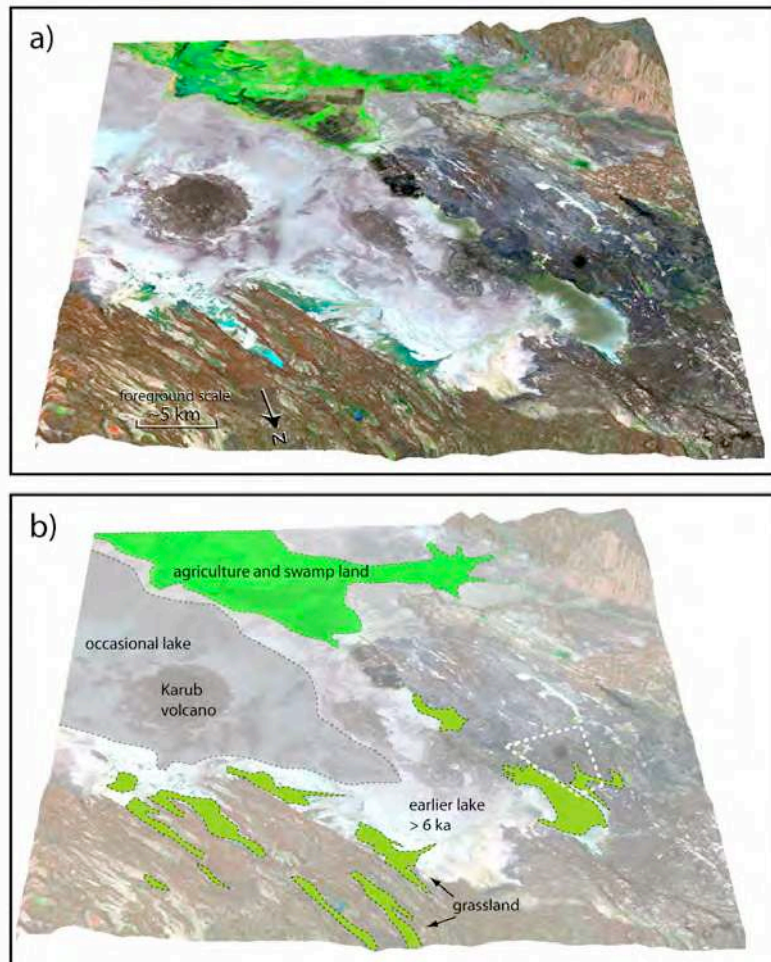 a)
foreground scale
~5 km
N
b)
agriculture and swamp land
occasional lake
Karub
volcano
earlier lake
> 6 ka
grassland